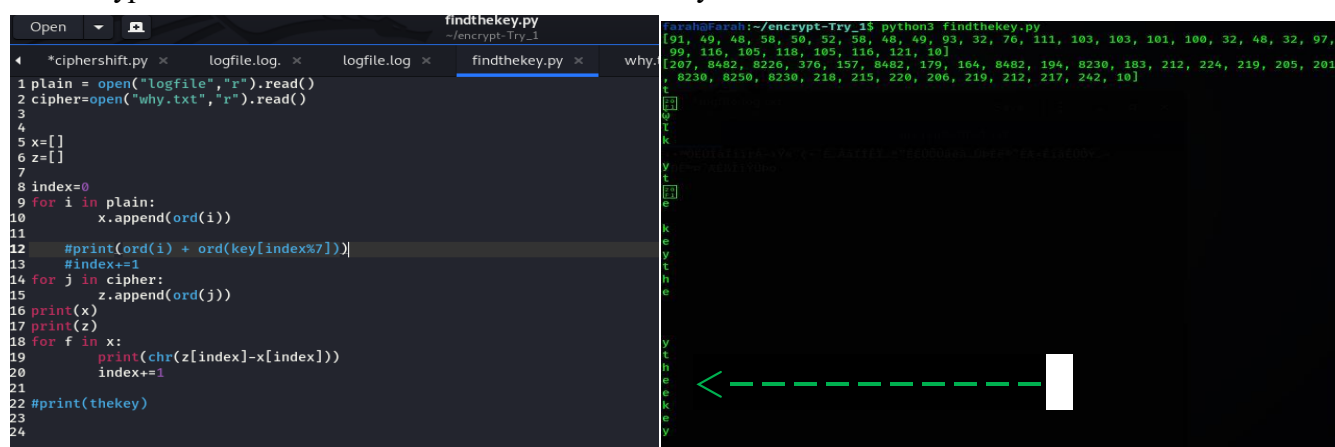 Open
findthekey.py
~/encrypt-Try_1
*ciphershift.py × logfile.log. × logfile.log × findthekey.py ×
1 plain = open("logfile","r").read()
2 cipher=open("why.txt","r").read()
3
4
5 x=[]
6 z=[]
7
8 index=0
9 for i in plain:
10 x.append(ord(i))
11
12 #print(ord(i) + ord(key[index%7]))
13 #index+=1
14 for j in cipher:
15 z.append(ord(j))
16 print(x)
17 print(z)
18 for f in x:
19 print(chr(z[index]-x[index]))
20 index+=1
21
22 #print(thekey)
23
24
farah@Farah:~/encrypt-Try_1$ python3 findthekey.py
[91, 49, 48, 58, 50, 52, 58, 48, 49, 93, 32, 76, 111, 103, 103, 101, 100, 32, 48, 32, 97,
99, 116, 105, 118, 105, 116, 121, 10]
[207, 8482, 8226, 376, 157, 8482, 179, 164, 8482, 194, 8230, 183, 212, 224, 219, 205, 201
, 8230, 8250, 8230, 218, 215, 220, 206, 219, 212, 217, 242, 10]
t
k
y
t
e
k
e
y
t
h
e
y
t
h
e
e
k
e
y